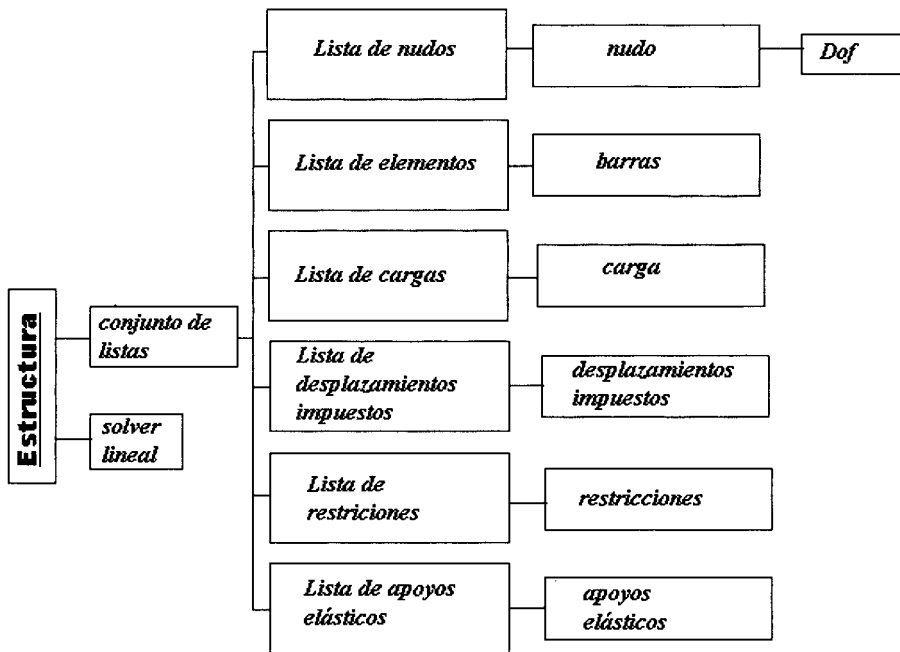 Lista de nudos
nudo
Dof
Lista de elementos
barras
Lista de cargas
carga
Estructura
conjunto de
listas
Lista de
desplazamientos
impuestos
desplazamientos
impuestos
solver
lineal
Lista de
restriciones
restricciones
Lista de apoyos
elásticos
apoyos
elásticos